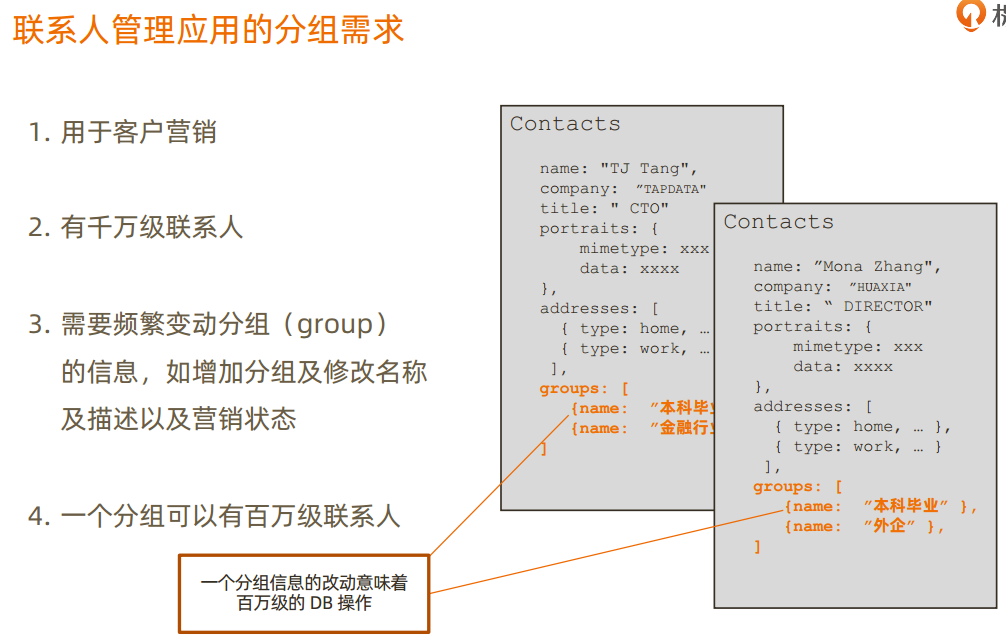 联系人管理应用的分组需求
1. 用于客户营销
2. 有千万级联系人
3. 需要频繁变动分组（group）
的信息，如增加分组及修改名称
及描述以及营销状态
4. 一个分组可以有百万级联系人
一个分组信息的改动意味着
百万级的 DB 操作
Contacts
name: "TJ Tang",
company: ”TAPDATA"
title: " CTO"
portraits: {
mimetype: xxx
data: xxxx
},
addresses: [
{ type: home, …
{ type: work, …
],
groups: [
{name: ”本科毕
{name: ”金融行
]
Contacts
name: ”Mona Zhang",
company: ”HUAXIA"
title: “ DIRECTOR"
portraits: {
mimetype: xxx
data: xxxx
},
addresses: [
{ type: home, … },
{ type: work, … }
],
groups: [
{name: ”本科毕业” },
{name: ”外企” },
]